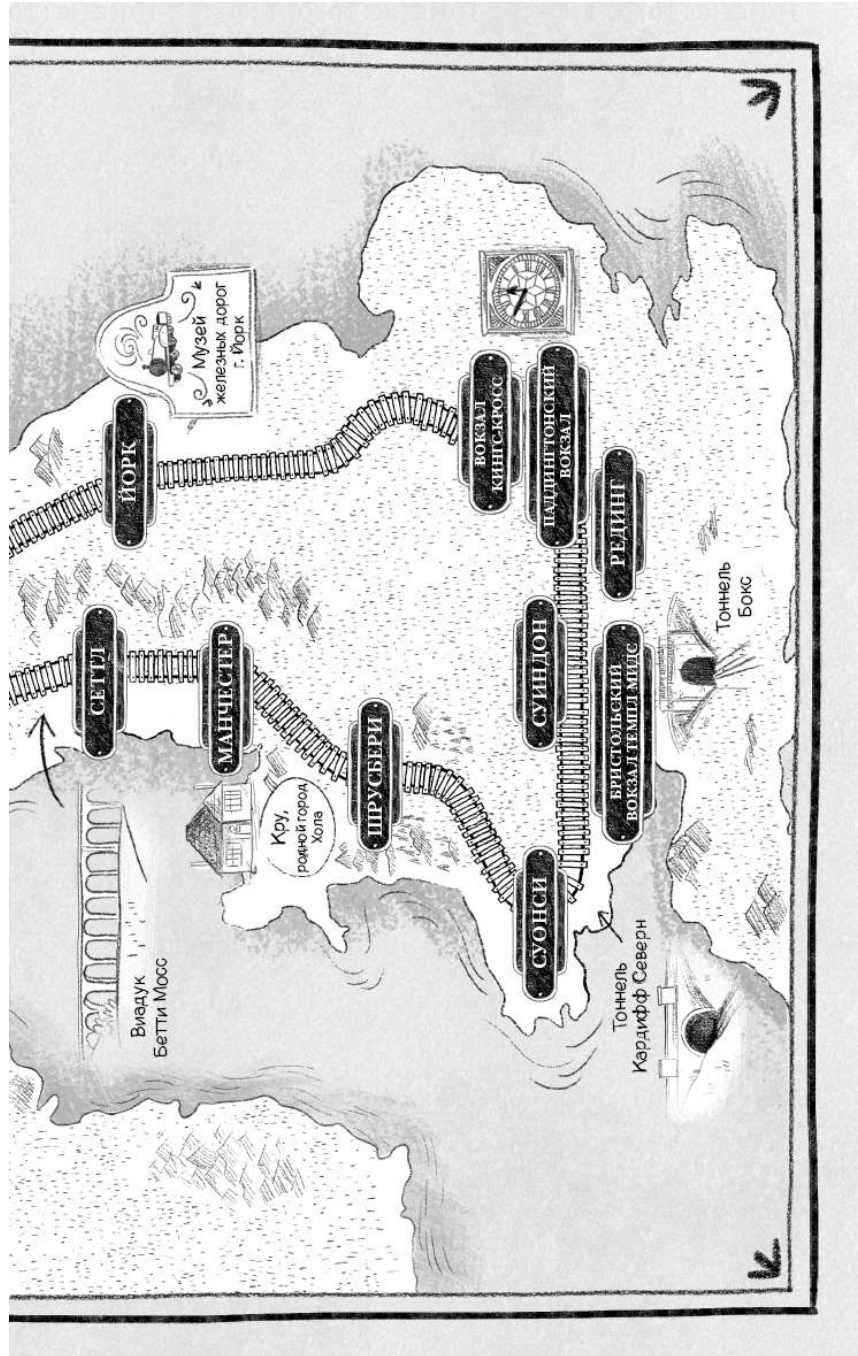 Музей
железных дорог
г. Йорк
ЙОРК
СЕТТЛ
МАНЧЕСТЕР
Виадук
Бетти Мосс
Кру,
родной город
Хола
ШРУСБЕРИ
ВОКЗАЛ
КИНГС-КРОСС
ПАДДИНГТОНСКИЙ
ВОКЗАЛ
СУИНДОН
РЕДИНГ
СУОНСИ
БРИСТОЛЬСКИЙ
ВОКЗАЛ ТЕМПЛ МИДС
Тоннель
Кардифф Северн
Тоннель
Бокс